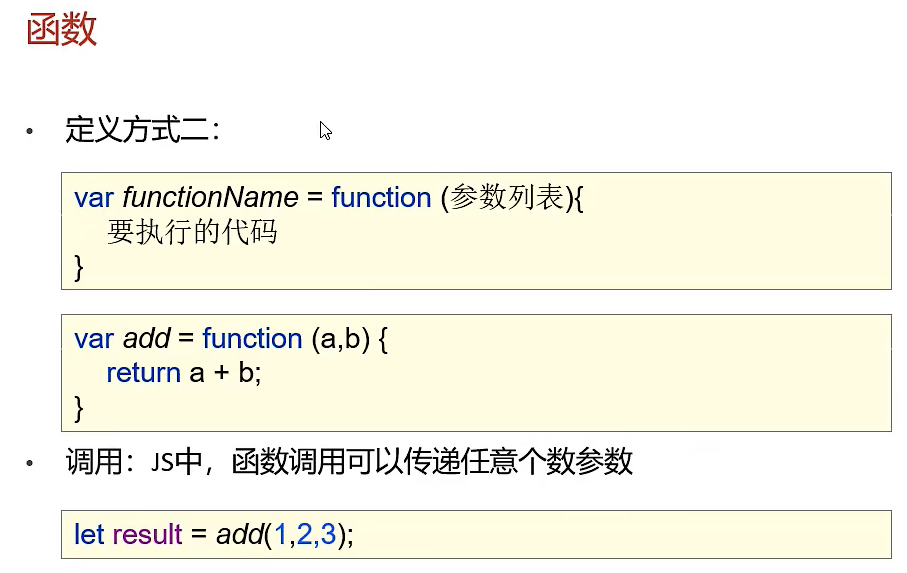 函数
• 定义方式二：
var functionName = function (参数列表){
要执行的代码
}
var add = function (a,b) {
return a + b;
}
• 调用：JS中，函数调用可以传递任意个数参数
let result = add(1,2,3);